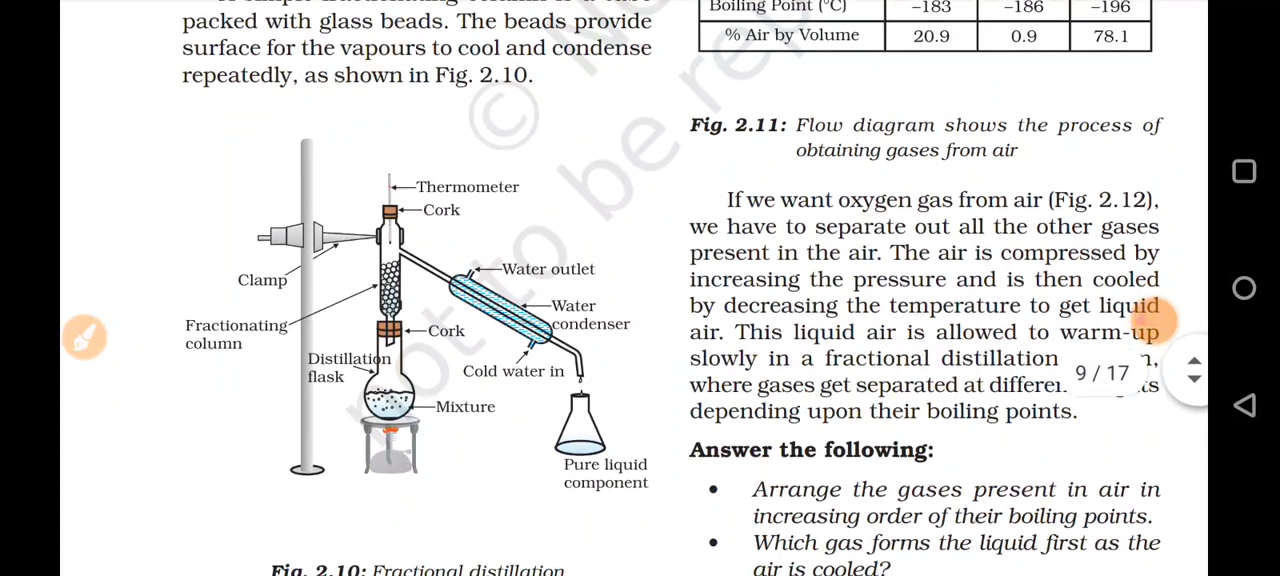 packed with glass beads. The beads provide
surface for the vapours to cool and condense
repeatedly, as shown in Fig. 2.10.
Thermometer
Cork
Water outlet
Clamp
Water
condenser
Fractionating
column
Cork
Distillation
flask
Cold water in
Mixture
Pure liquid
component
Fig. 2.10: Fractional distillation
Boiling Point (°C) −183 −186 −196
% Air by Volume 20.9 0.9 78.1
Fig. 2.11: Flow diagram shows the process of
obtaining gases from air
If we want oxygen gas from air (Fig. 2.12),
we have to separate out all the other gases
present in the air. The air is compressed by
increasing the pressure and is then cooled
by decreasing the temperature to get liquid
air. This liquid air is allowed to warm-up
slowly in a fractional distillation
where gases get separated at
depending upon their boiling points.
9 / 17
Answer the following:
• Arrange the gases present in air in
increasing order of their boiling points.
• Which gas forms the liquid first as the
air is cooled?
© 
not to be rep